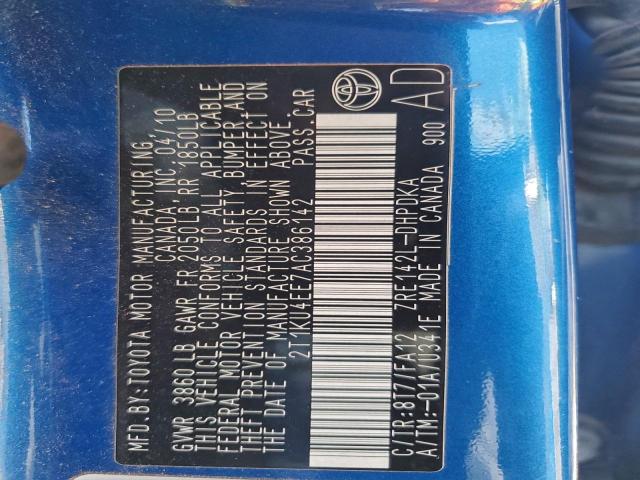 MFD.BY:TOYOTA MOTOR MANUFACTURING,
CANADA, INC. 04/10
GVWR 3860LB GAWR FR 2050LB,RR 1850LB
THIS VEHICLE CONFORMS TO ALL APPLICABLE
FEDERAL MOTOR VEHICLE SAFETY BUMPER,AND
THEFT PREVENTION STANDARDS IN EFFECT ON
THE DATE OF MANUFACTURE SHOWN ABOVE.
2T1KU4EE7AC386142 PASS.CAR
C/TR:8T7/FA12 ZRE142L-DHPDKA AD
A/TM:-01A/U341E MADE IN CANADA 900